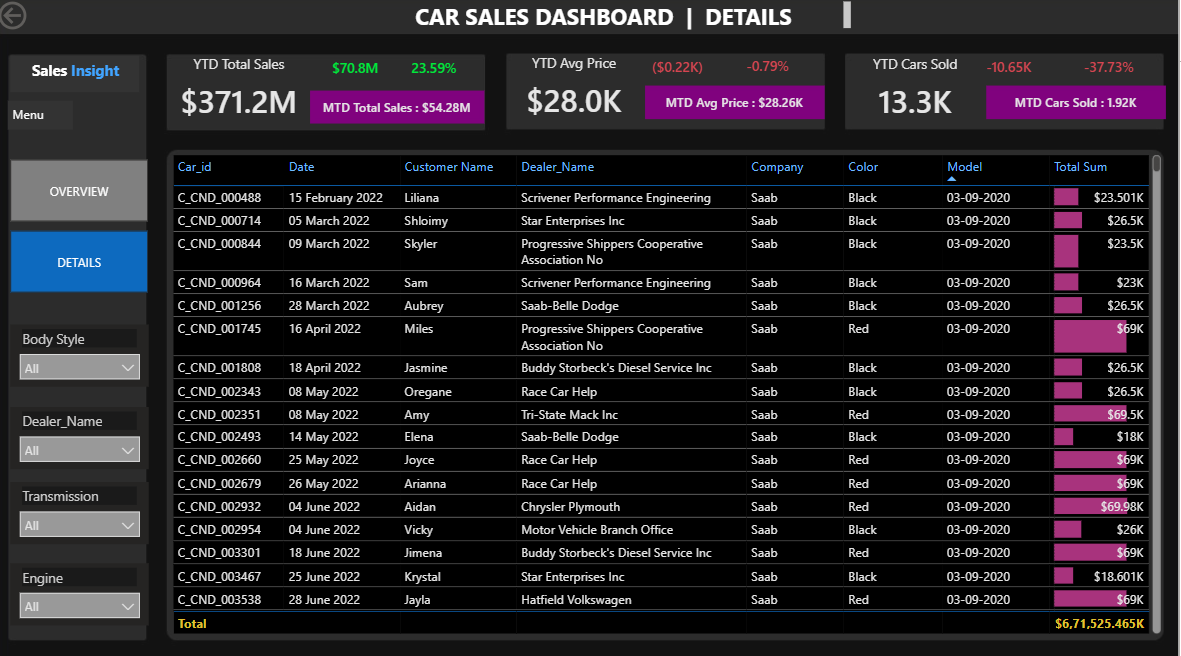 CAR SALES DASHBOARD | DETAILS
Sales Insight
Menu
OVERVIEW
DETAILS
Body Style
All
Dealer_Name
All
Transmission
All
Engine
All
YTD Total Sales $70.8M 23.59%
$371.2M MTD Total Sales : $54.28M
YTD Avg Price ($0.22K) -0.79%
$28.0K MTD Avg Price : $28.26K
YTD Cars Sold -10.65K -37.73%
13.3K MTD Cars Sold : 1.92K
Car_id Date Customer Name Dealer_Name Company Color Model Total Sum
C_CND_000488 15 February 2022 Liliana Scrivener Performance Engineering Saab Black 03-09-2020 $23.501K
C_CND_000714 05 March 2022 Shloimy Star Enterprises Inc Saab Black 03-09-2020 $26.5K
C_CND_000844 09 March 2022 Skyler Progressive Shippers Cooperative Saab Black 03-09-2020 $23.5K
Association No
C_CND_000964 16 March 2022 Sam Scrivener Performance Engineering Saab Black 03-09-2020 $23K
C_CND_001256 28 March 2022 Aubrey Saab-Belle Dodge Saab Black 03-09-2020 $26.5K
C_CND_001745 16 April 2022 Miles Progressive Shippers Cooperative Saab Red 03-09-2020 $69K
Association No
C_CND_001808 18 April 2022 Jasmine Buddy Storbeck's Diesel Service Inc Saab Black 03-09-2020 $26.5K
C_CND_002343 08 May 2022 Oregane Race Car Help Saab Black 03-09-2020 $26.5K
C_CND_002351 08 May 2022 Amy Tri-State Mack Inc Saab Red 03-09-2020 $69.5K
C_CND_002493 14 May 2022 Elena Saab-Belle Dodge Saab Black 03-09-2020 $18K
C_CND_002660 25 May 2022 Joyce Race Car Help Saab Red 03-09-2020 $69K
C_CND_002679 26 May 2022 Arianna Race Car Help Saab Red 03-09-2020 $69K
C_CND_002932 04 June 2022 Aidan Chrysler Plymouth Saab Red 03-09-2020 $69.98K
C_CND_002954 04 June 2022 Vicky Motor Vehicle Branch Office Saab Black 03-09-2020 $26K
C_CND_003301 18 June 2022 Jimena Buddy Storbeck's Diesel Service Inc Saab Red 03-09-2020 $69K
C_CND_003467 25 June 2022 Krystal Star Enterprises Inc Saab Black 03-09-2020 $18.601K
C_CND_003538 28 June 2022 Jayla Hatfield Volkswagen Saab Red 03-09-2020 $69K
Total $6,71,525.465K